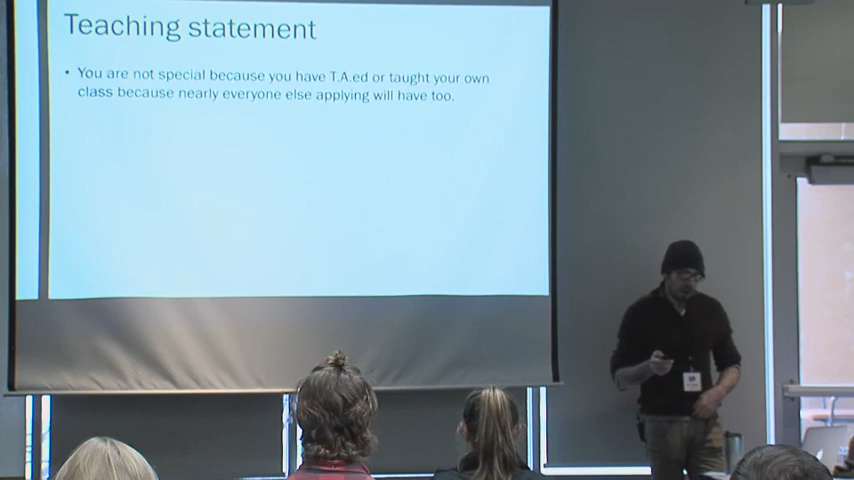 Teaching statement
• You are not special because you have T.A.ed or taught your own
class because nearly everyone else applying will have too.